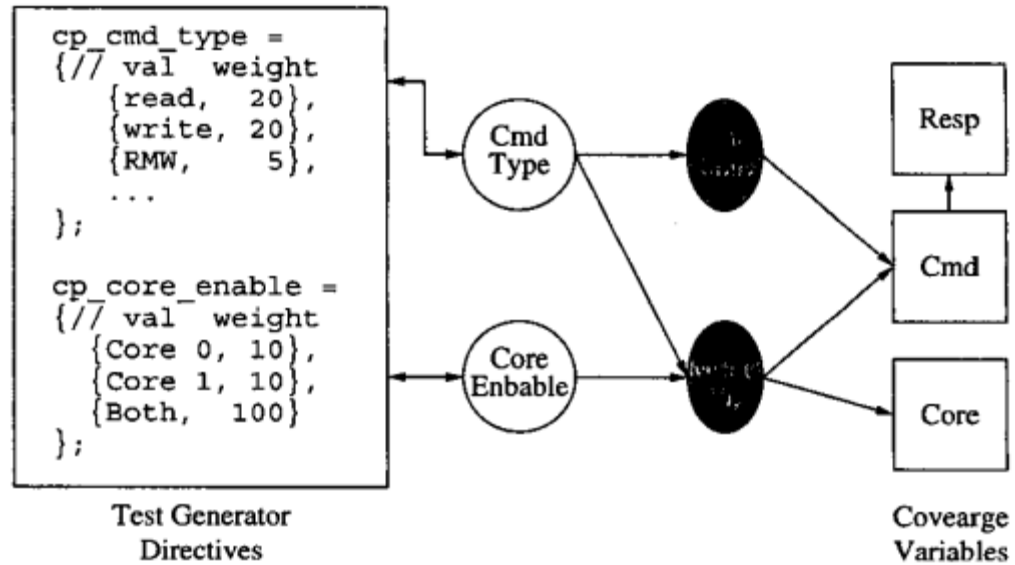 cp_cmd_type =
{// val weight
{read, 20},
{write, 20},
{RMW, 5},
...
};
cp_core_enable =
{// val weight
{Core 0, 10},
{Core 1, 10},
{Both, 100}
};
Test Generator
Directives
Cmd
Type
Core
Enbable
Resp
Cmd
Core
Covearge
Variables